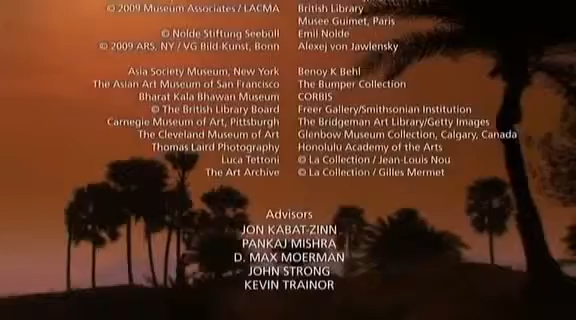 © 2009 Museum Associates / LACMA British Library
Musee Guimet, Paris
© Nolde Stiftung Seebüll Emil Nolde
© 2009 ARS, NY / VG Bild-Kunst, Bonn Alexej von Jawlensky
Asia Society Museum, New York Benoy K Behl
The Asian Art Museum of San Francisco The Bumper Collection
Bharat Kala Bhawan Museum CORBIS
© The British Library Board Freer Gallery/Smithsonian Institution
Carnegie Museum of Art, Pittsburgh The Bridgeman Art Library/Getty Images
The Cleveland Museum of Art Glenbow Museum Collection, Calgary, Canada
Thomas Laird Photography Honolulu Academy of the Arts
Luca Tettoni © La Collection / Jean-Louis Nou
The Art Archive © La Collection / Gilles Mermet
Advisors
JON KABAT-ZINN
PANKAJ MISHRA
D. MAX MOERMAN
JOHN STRONG
KEVIN TRAINOR